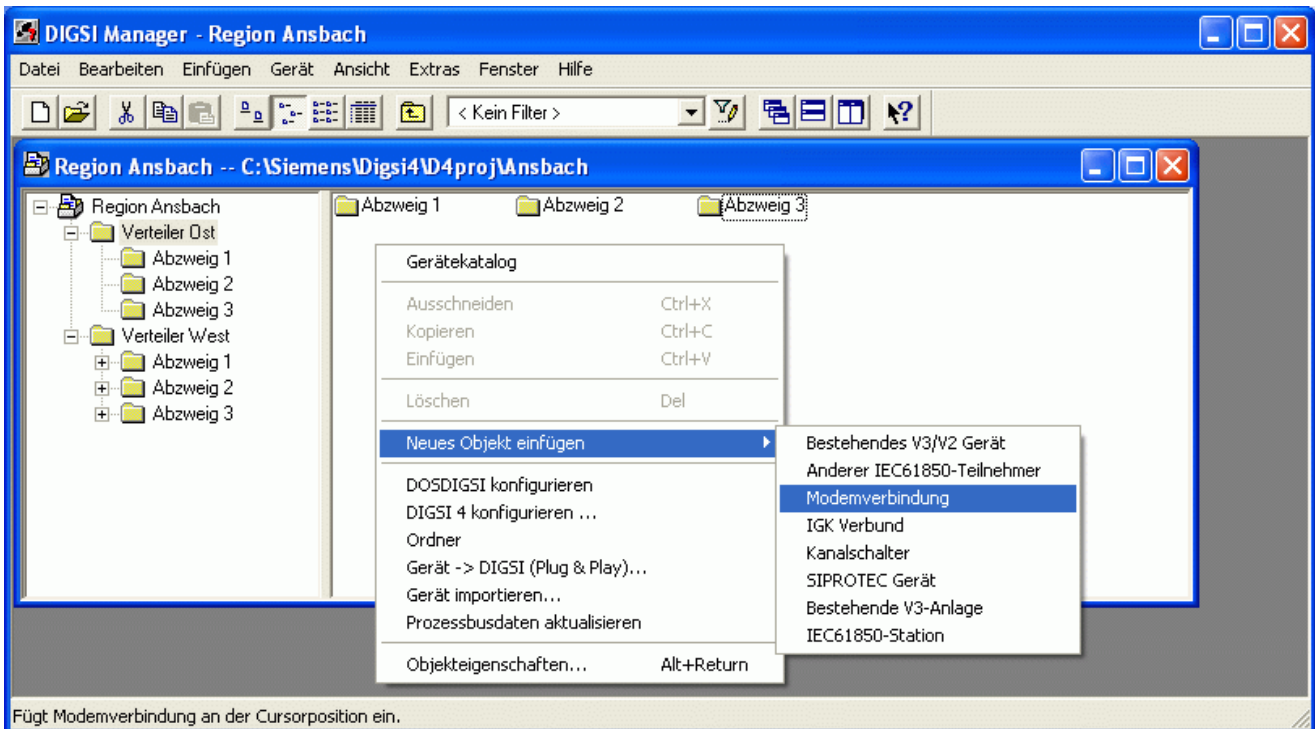 DIGSI Manager - Region Ansbach
Datei Bearbeiten Einfügen Gerät Ansicht Extras Fenster Hilfe
< Kein Filter >
Region Ansbach -- C:\Siemens\Digsi4\D4proj\Ansbach
Region Ansbach
Verteiler Ost
Abzweig 1
Abzweig 2
Abzweig 3
Verteiler West
Abzweig 1
Abzweig 2
Abzweig 3
Abzweig 1 Abzweig 2 Abzweig 3
Gerätekatalog
Ausschneiden Ctrl+X
Kopieren Ctrl+C
Einfügen Ctrl+V
Löschen Del
Neues Objekt einfügen
DOSDIGSI konfigurieren
DIGSI 4 konfigurieren ...
Ordner
Gerät -> DIGSI (Plug & Play)...
Gerät importieren...
Prozessbusdaten aktualisieren
Objekteigenschaften... Alt+Return
Bestehendes V3/V2 Gerät
Anderer IEC61850-Teilnehmer
Modemverbindung
IGK Verbund
Kanalschalter
SIPROTEC Gerät
Bestehende V3-Anlage
IEC61850-Station
Fügt Modemverbindung an der Cursorposition ein.